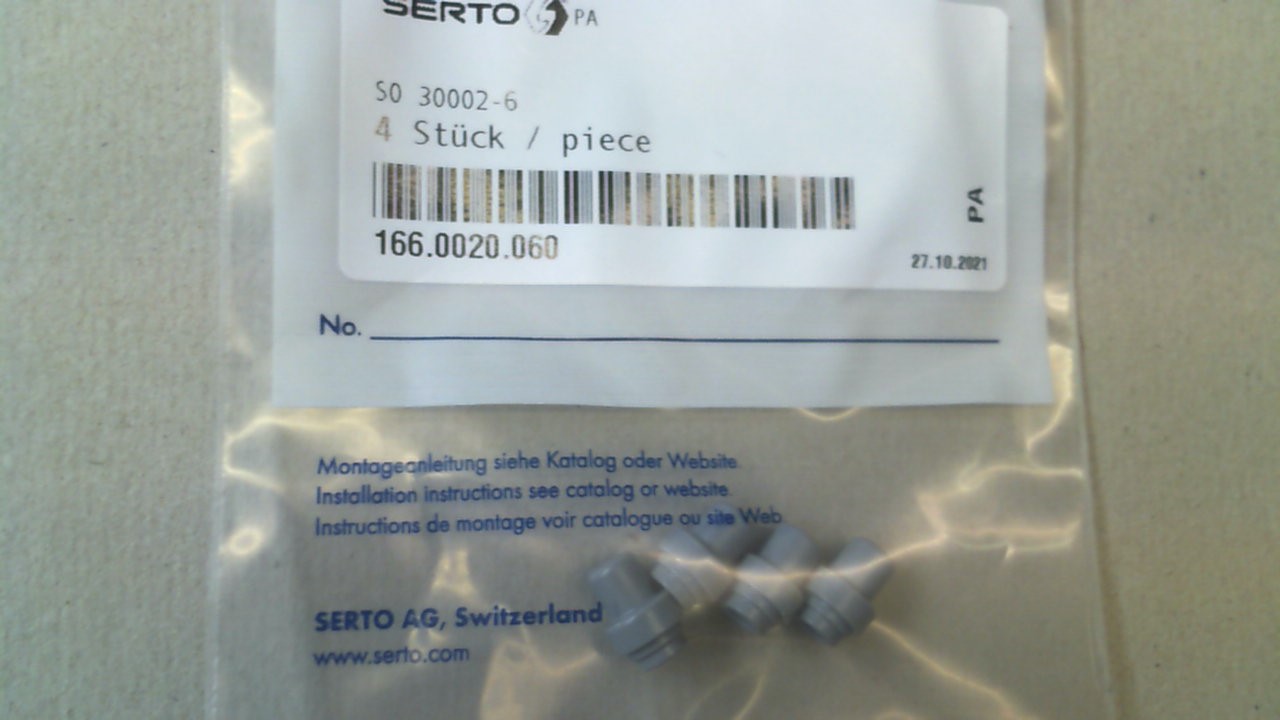 SERTO PA
SO 30002-6
4 Stück / piece
166.0020.060
PA
27.10.2021
No.
Montageanleitung siehe Katalog oder Website.
Installation instructions see catalog or website.
Instructions de montage voir catalogue ou site Web.
SERTO AG, Switzerland
www.serto.com